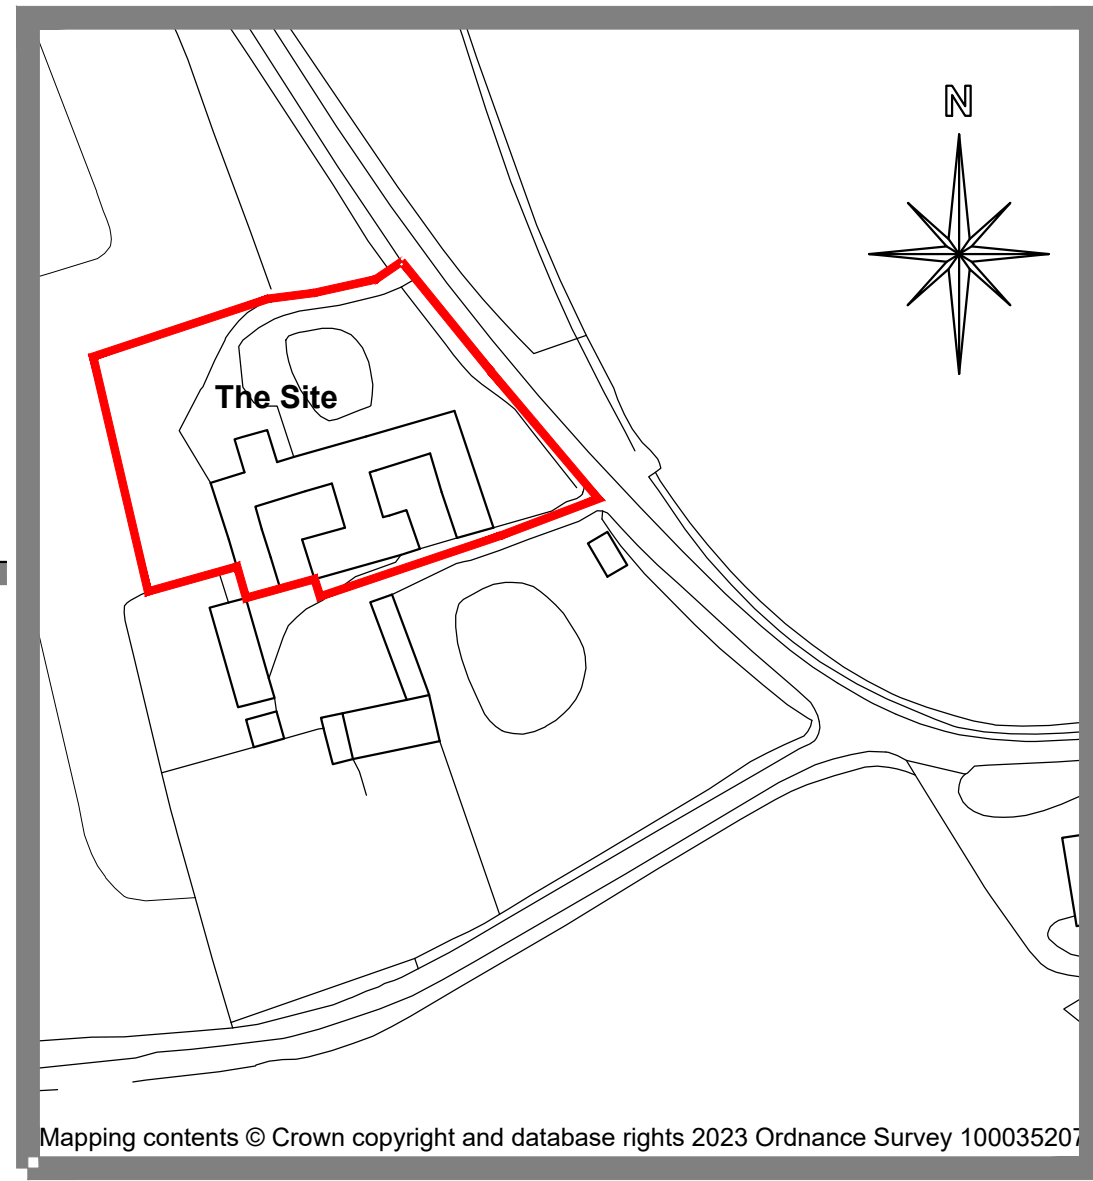 N
The Site
Mapping contents © Crown copyright and database rights 2023 Ordnance Survey 100035207